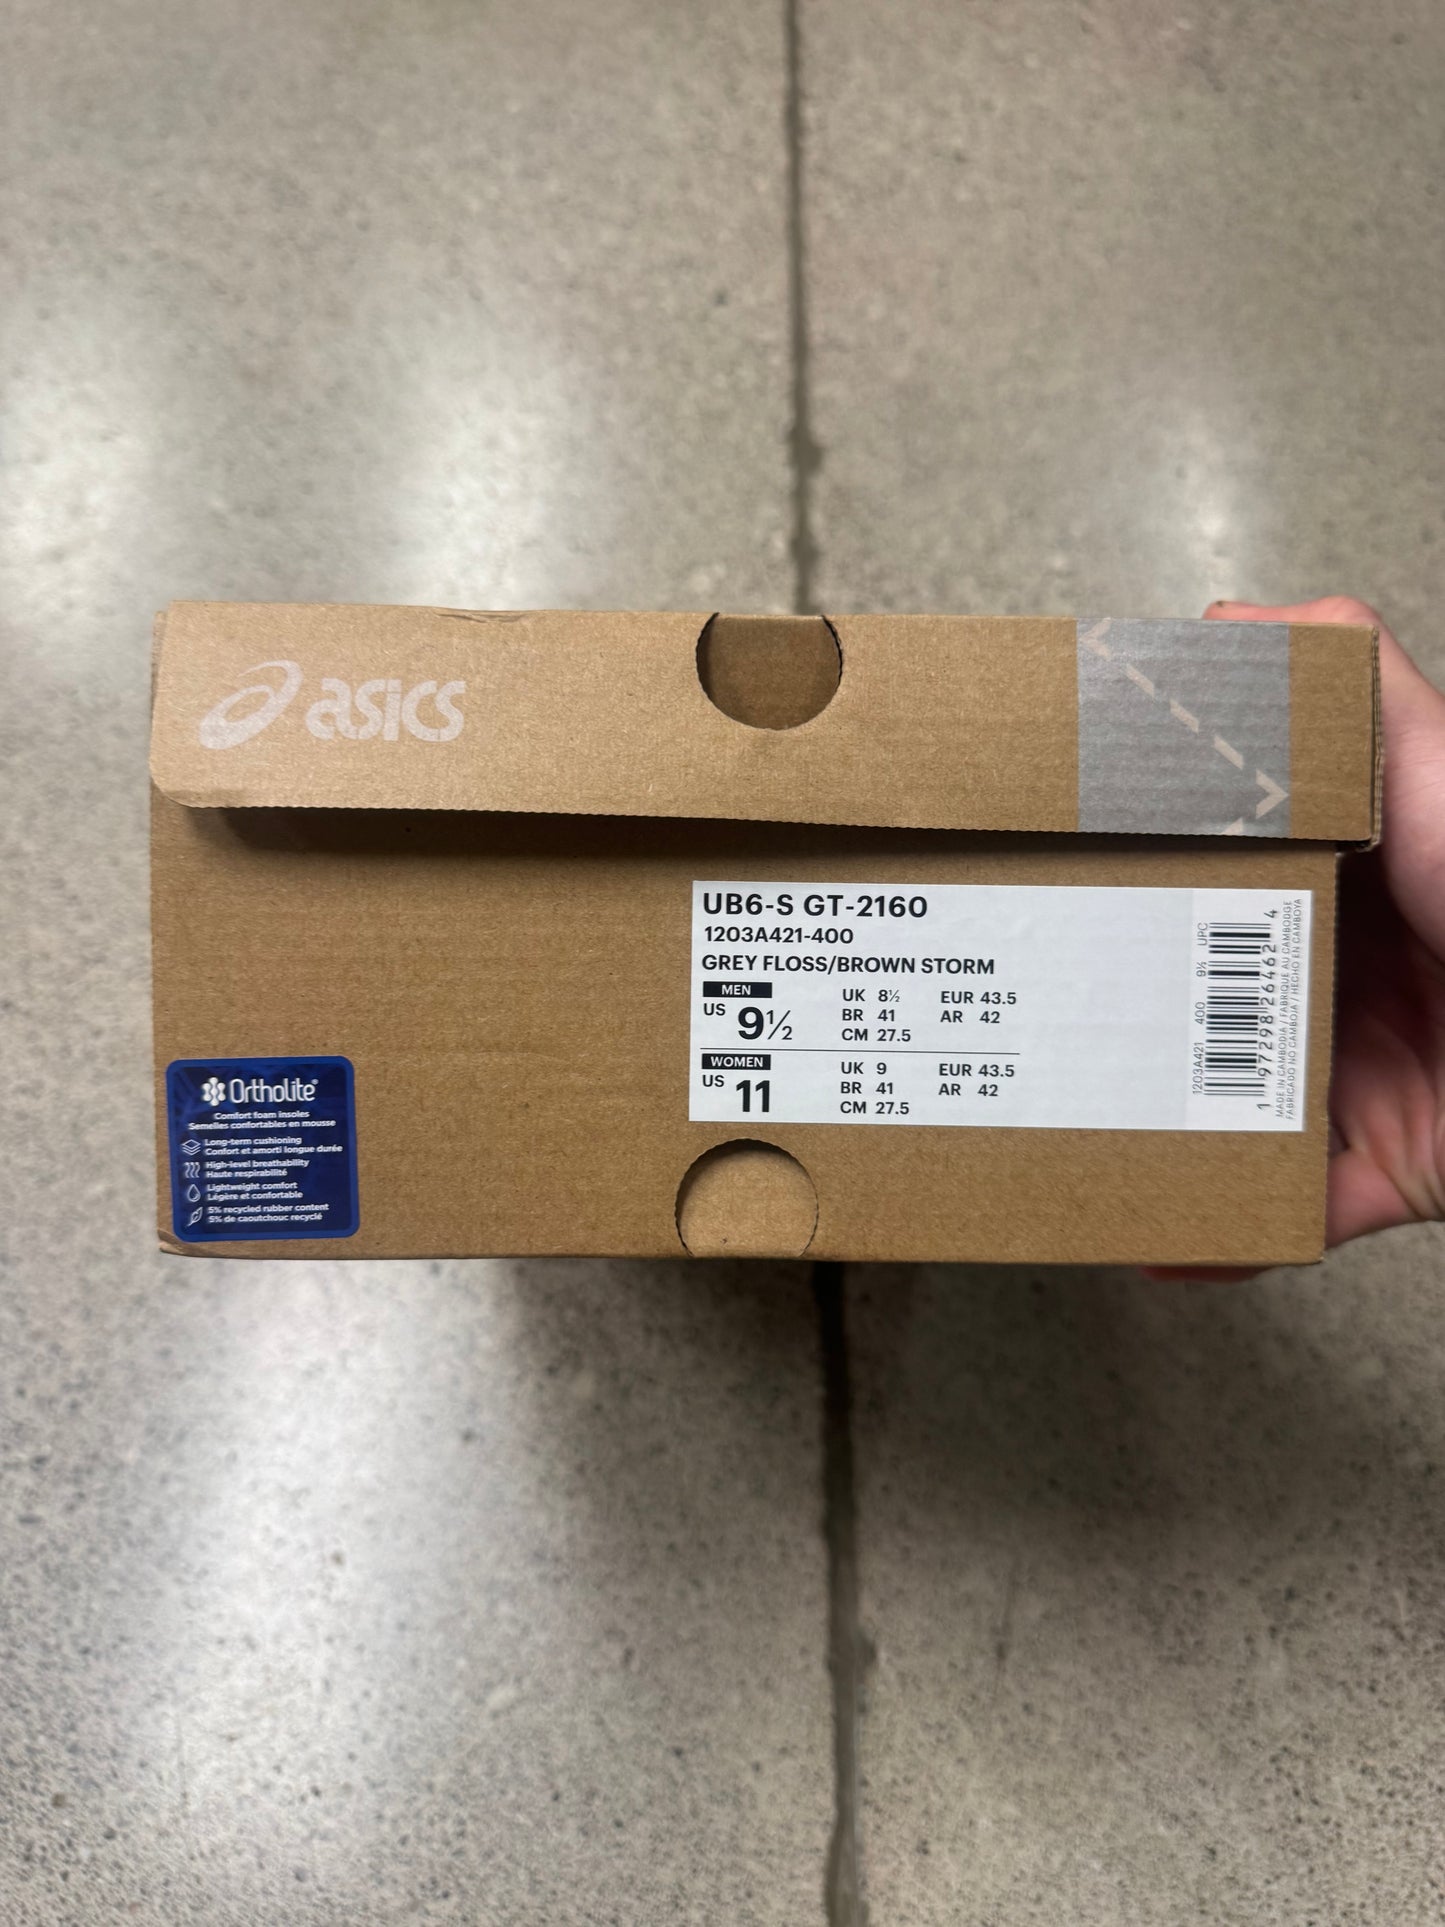 asics
UB6-S GT-2160
1203A421-400
GREY FLOSS/BROWN STORM
MEN
US 9½
UK 8½ EUR 43.5
BR 41 AR 42
CM 27.5
WOMEN
US 11
UK 9 EUR 43.5
BR 41 AR 42
CM 27.5
1203A421 400 9½ UPC
1 97298 26462 4
MADE IN CAMBODIA / FABRIQUE AU CAMBODGE
FABRICADO NO CAMBOJA / HECHO EN CAMBOYA
OrthoLite®
Comfort foam insoles
Semelles confortables en mousse
Long-term cushioning
Confort et amorti longue durée
High-level breathability
Haute respirabilité
Lightweight comfort
Légère et confortable
5% recycled rubber content
5% de caoutchouc recyclé